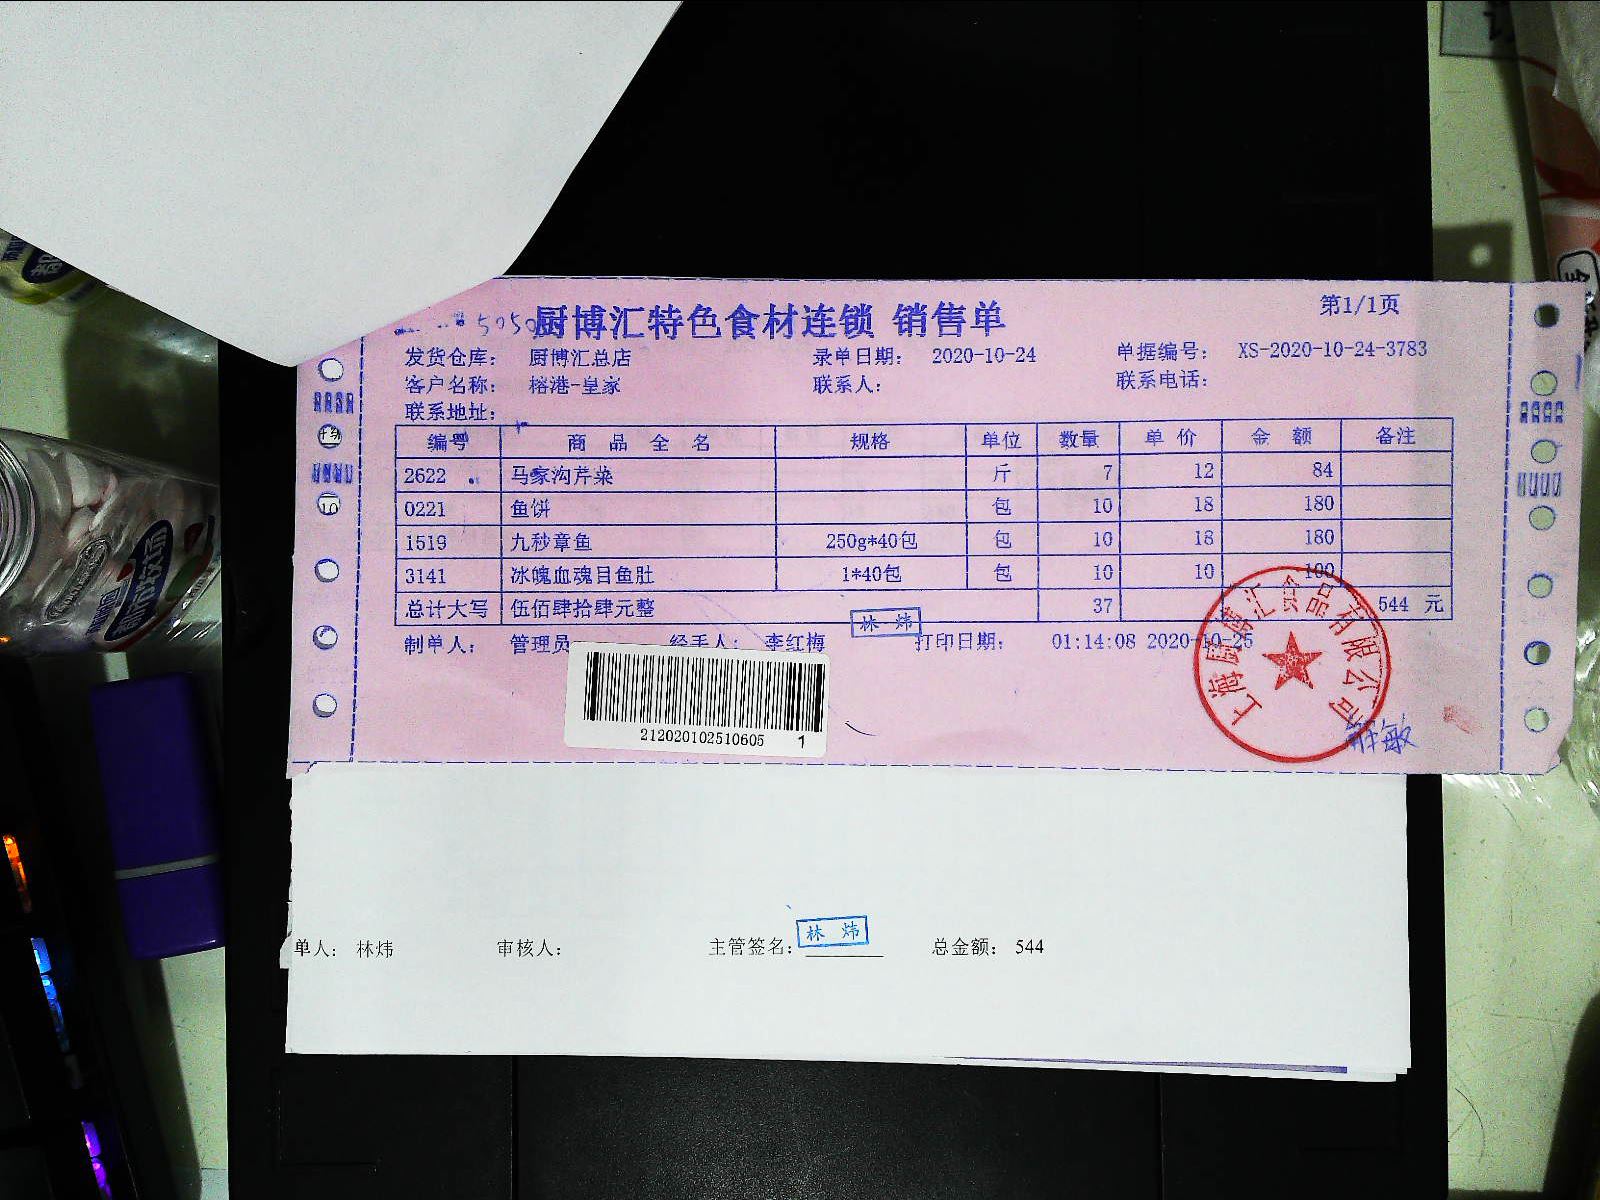 厨博汇特色食材连锁 销售单
第1/1页
5050
发货仓库: 厨博汇总店 录单日期: 2020-10-24 单据编号: XS-2020-10-24-3783
客户名称: 榕港-皇家 联系人: 联系电话:
联系地址:
编号 商品全名 规格 单位 数量 单价 金额 备注
2622 马家沟芹菜 斤 7 12 84
0221 鱼饼 包 10 18 180
1519 九秒章鱼 250g*40包 包 10 18 180
3141 冰魄血魂目鱼肚 1*40包 包 10 10 100
总计大写 伍佰肆拾肆元整 37 544 元
林炜
制单人: 管理员 经手人: 李红梅 打印日期: 01:14:08 2020-10-25
上海厨博汇食品有限公司
212020102510605 1
单人: 林炜 审核人: 主管签名: 林炜 总金额: 544